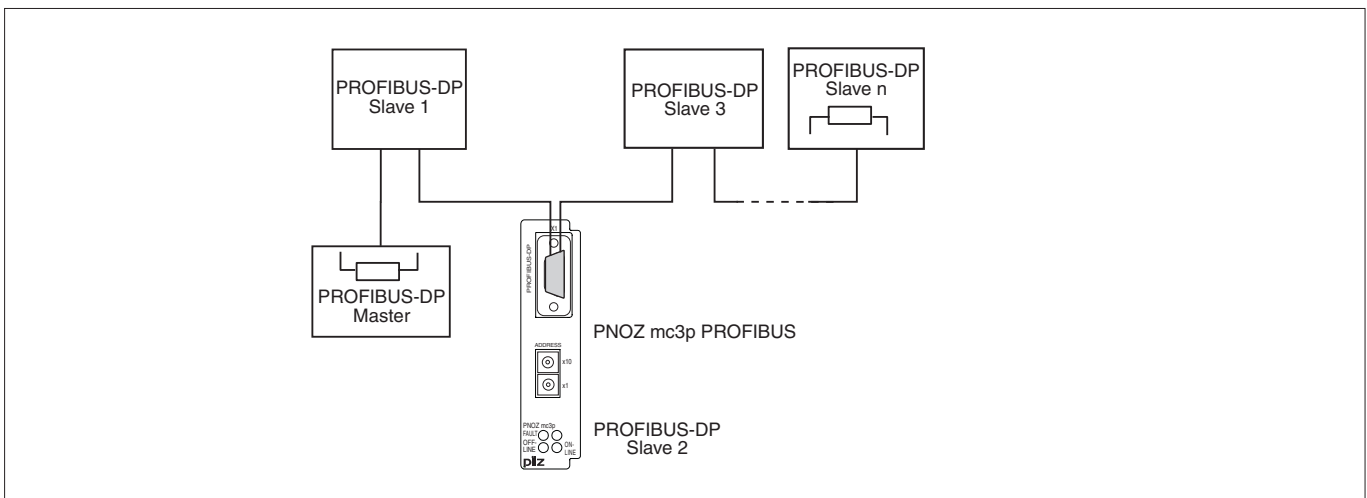 PROFIBUS-DP
Slave 1
PROFIBUS-DP
Slave 3
PROFIBUS-DP
Slave n
PROFIBUS-DP
Master
X1
PROFIBUS-DP
PNOZ mc3p PROFIBUS
ADDRESS
x10
x1
PNOZ mc3p
FAULT
OFF-
LINE
ON-
LINE
pilz
PROFIBUS-DP
Slave 2